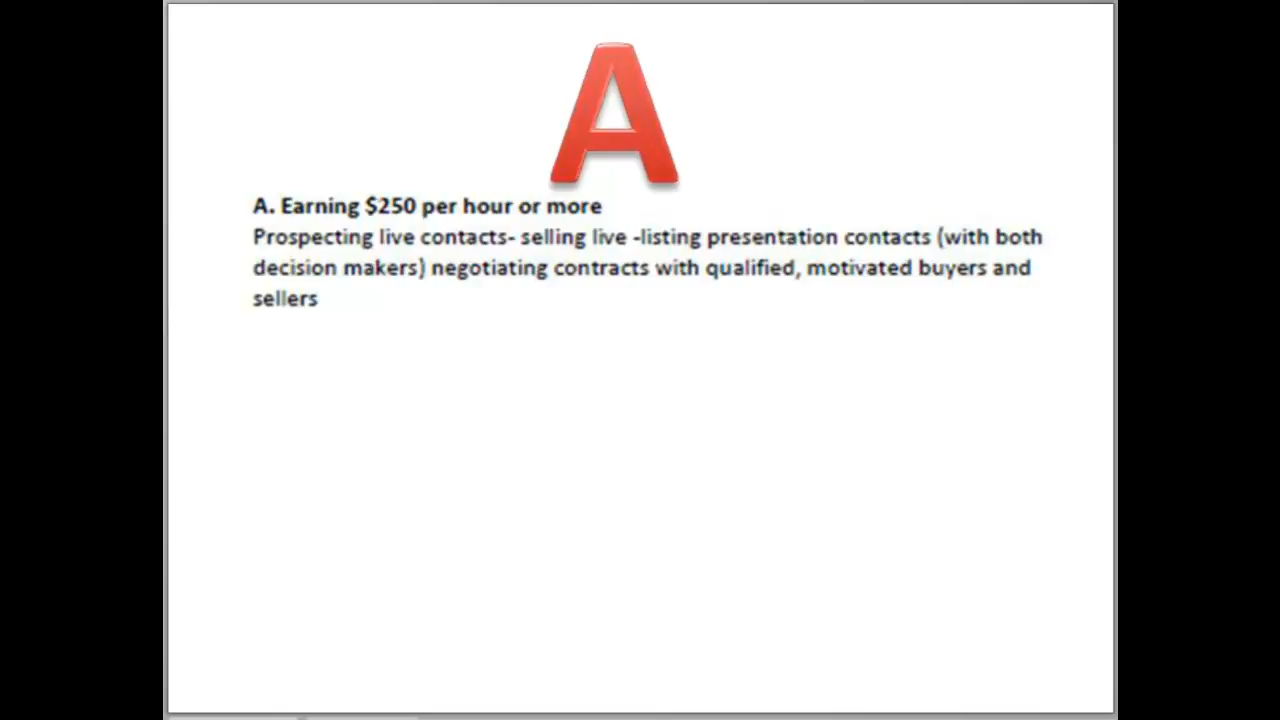 A
A. Earning $250 per hour or more
Prospecting live contacts- selling live -listing presentation contacts (with both
decision makers) negotiating contracts with qualified, motivated buyers and
sellers